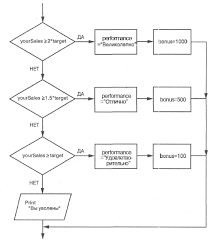 yourSales ≥ 2*target
ДА
performance
="Великолепно"
bonus=1000
НЕТ
yourSales ≥1.5*target
ДА
performance
="Отлично"
bonus=500
НЕТ
yourSales ≥ target
ДА
performance
="Удовлетво-
рительно"
bonus=100
НЕТ
Print
"Вы уволены"